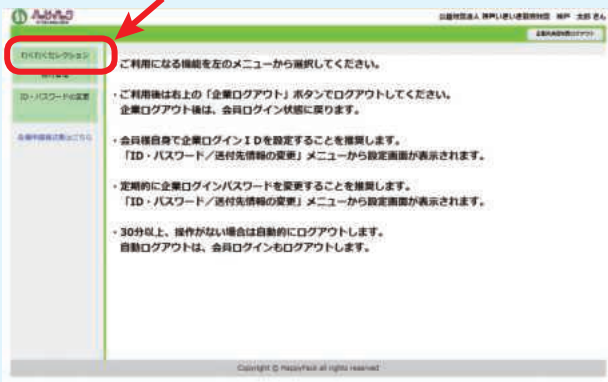 ハッピーパック
公益財団法人 神戸いきいき勤労財団 神戸 太郎 さん
わくわくセレクション
ID・パスワードの変更
ご利用になる機能を左のメニューから選択してください。
・ご利用後は右上の「企業ログアウト」ボタンでログアウトしてください。
企業ログアウト後は、会員ログイン状態に戻ります。
・会員様自身で企業ログインIDを設定することを推奨します。
「ID・パスワード/送付先情報の変更」メニューから設定画面が表示されます。
・定期的に企業ログインパスワードを変更することを推奨します。
「ID・パスワード/送付先情報の変更」メニューから設定画面が表示されます。
・30分以上、操作がない場合は自動的にログアウトします。
自動ログアウトは、会員ログインもログアウトします。
Copyright © HappyPack all rights reserved